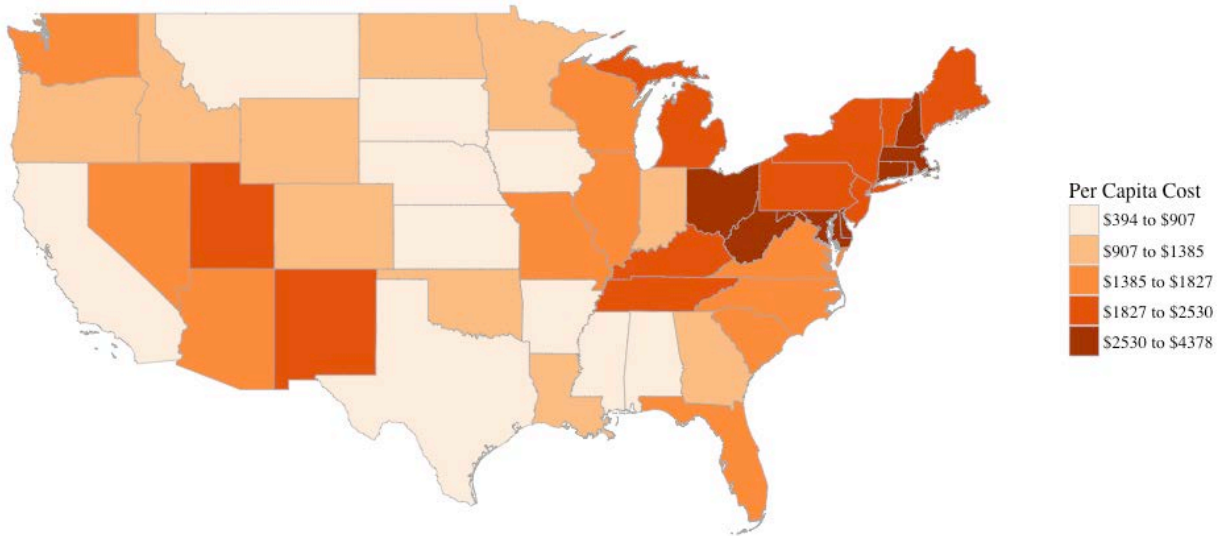 Per Capita Cost
$394 to $907
$907 to $1385
$1385 to $1827
$1827 to $2530
$2530 to $4378